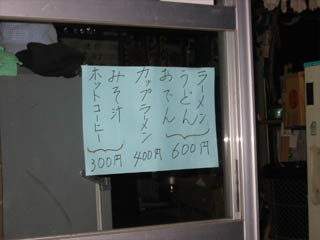 ラーメン
うどん
おでん
600円
カップラーメン
400円
みそ汁
ホットコーヒー
300円